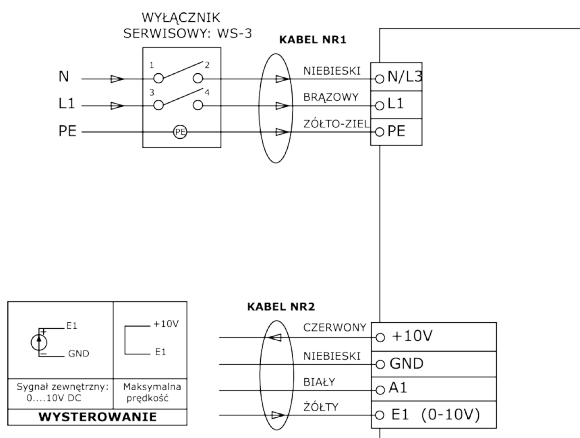 WYŁĄCZNIK
SERWISOWY: WS-3
KABEL NR1
1 2
N NIEBIESKI N/L3
3 4
L1 BRĄZOWY L1
PE PE ŻÓŁTO-ZIEL PE
KABEL NR2
CZERWONY +10V
NIEBIESKI GND
BIAŁY A1
ŻÓŁTY E1 (0-10V)
+ E1 +10V
- GND E1
Sygnał zewnętrzny: Maksymalna
0....10V DC prędkość
WYSTEROWANIE